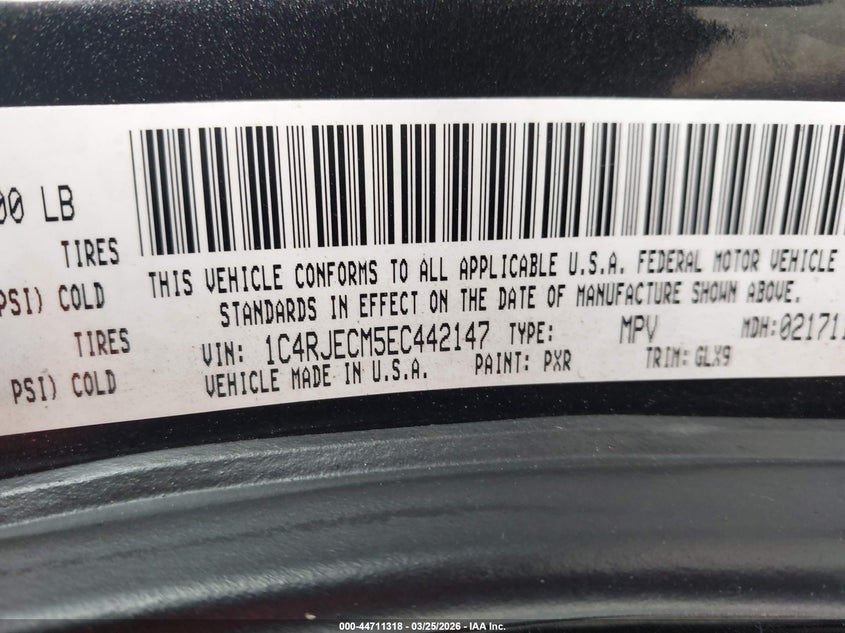 00 LB
TIRES
THIS VEHICLE CONFORMS TO ALL APPLICABLE U.S.A. FEDERAL MOTOR VEHICLE
PSI) COLD
STANDARDS IN EFFECT ON THE DATE OF MANUFACTURE SHOWN ABOVE.
TIRES
VIN: 1C4RJECM5EC442147 TYPE: MPV MDH:02171
PSI) COLD
VEHICLE MADE IN U.S.A. PAINT: PXR TRIM: GLX9
000-44711318 - 03/25/2026 - IAA Inc.